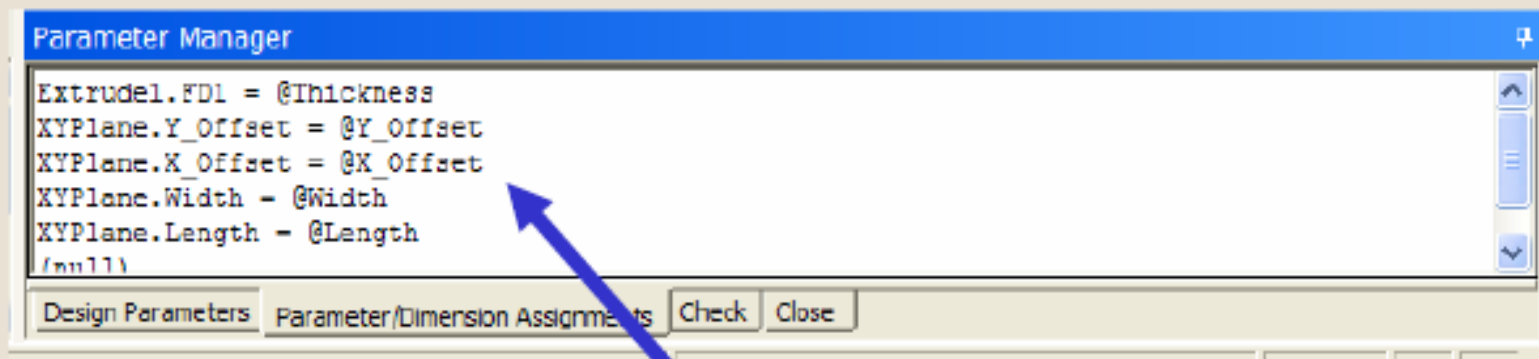 Parameter Manager
Extrude1.FD1 = @Thickness
XYPlane.Y_Offset = @Y_Offset
XYPlane.X_Offset = @X_Offset
XYPlane.Width = @Width
XYPlane.Length = @Length
(null)
Design Parameters Parameter/Dimension Assignments Check Close